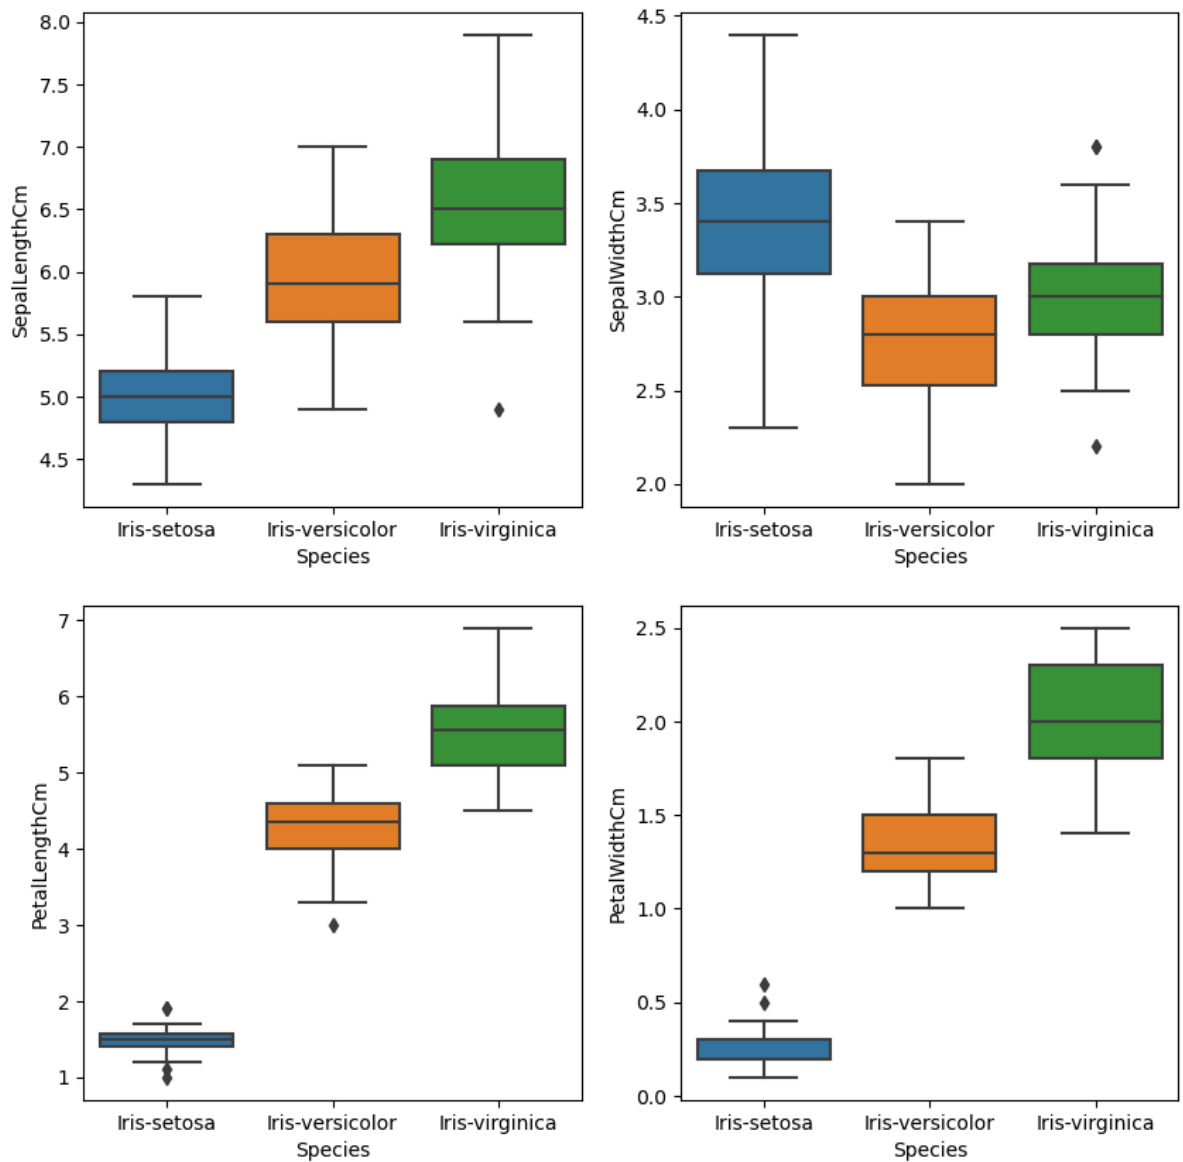 SepalLengthCm
8.0
7.5
7.0
6.5
6.0
5.5
5.0
4.5
Iris-setosa Iris-versicolor Iris-virginica
Species
SepalWidthCm
4.5
4.0
3.5
3.0
2.5
2.0
Iris-setosa Iris-versicolor Iris-virginica
Species
PetalLengthCm
7
6
5
4
3
2
1
Iris-setosa Iris-versicolor Iris-virginica
Species
PetalWidthCm
2.5
2.0
1.5
1.0
0.5
0.0
Iris-setosa Iris-versicolor Iris-virginica
Species